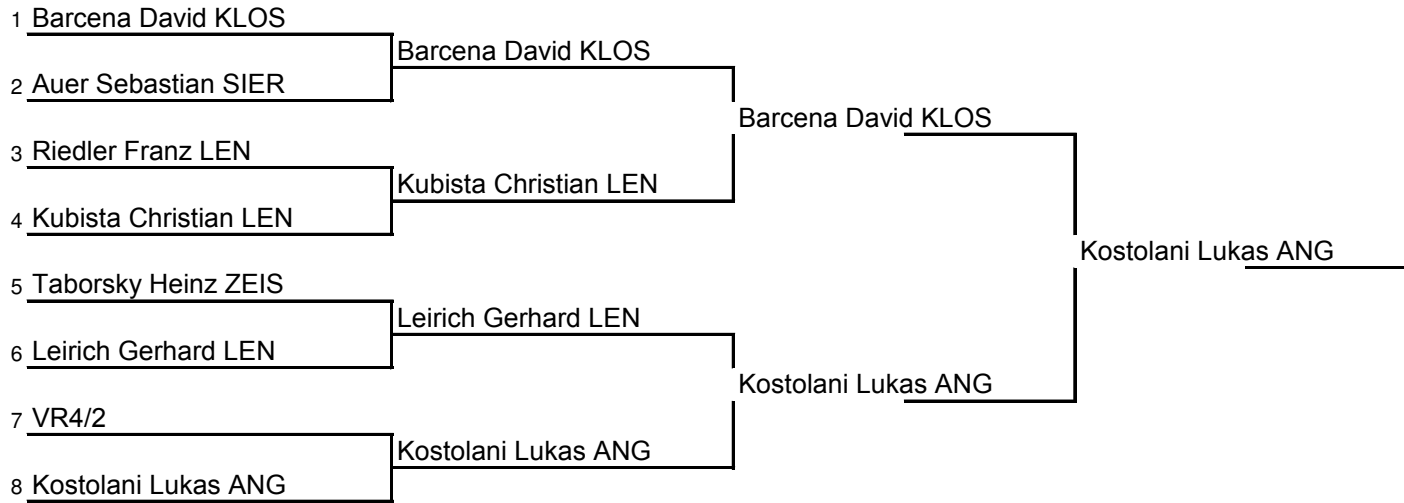 1 Barcena David KLOS
Barcena David KLOS
2 Auer Sebastian SIER
Barcena David KLOS
3 Riedler Franz LEN
Kubista Christian LEN
4 Kubista Christian LEN
Kostolani Lukas ANG
5 Taborsky Heinz ZEIS
Leirich Gerhard LEN
6 Leirich Gerhard LEN
Kostolani Lukas ANG
7 VR4/2
Kostolani Lukas ANG
8 Kostolani Lukas ANG